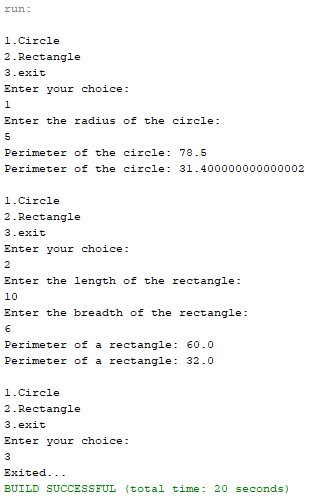 run:
1.Circle
2.Rectangle
3.exit
Enter your choice:
1
Enter the radius of the circle:
5
Perimeter of the circle: 78.5
Perimeter of the circle: 31.400000000000002
1.Circle
2.Rectangle
3.exit
Enter your choice:
2
Enter the length of the rectangle:
10
Enter the breadth of the rectangle:
6
Perimeter of a rectangle: 60.0
Perimeter of a rectangle: 32.0
1.Circle
2.Rectangle
3.exit
Enter your choice:
3
Exited...
BUILD SUCCESSFUL (total time: 20 seconds)